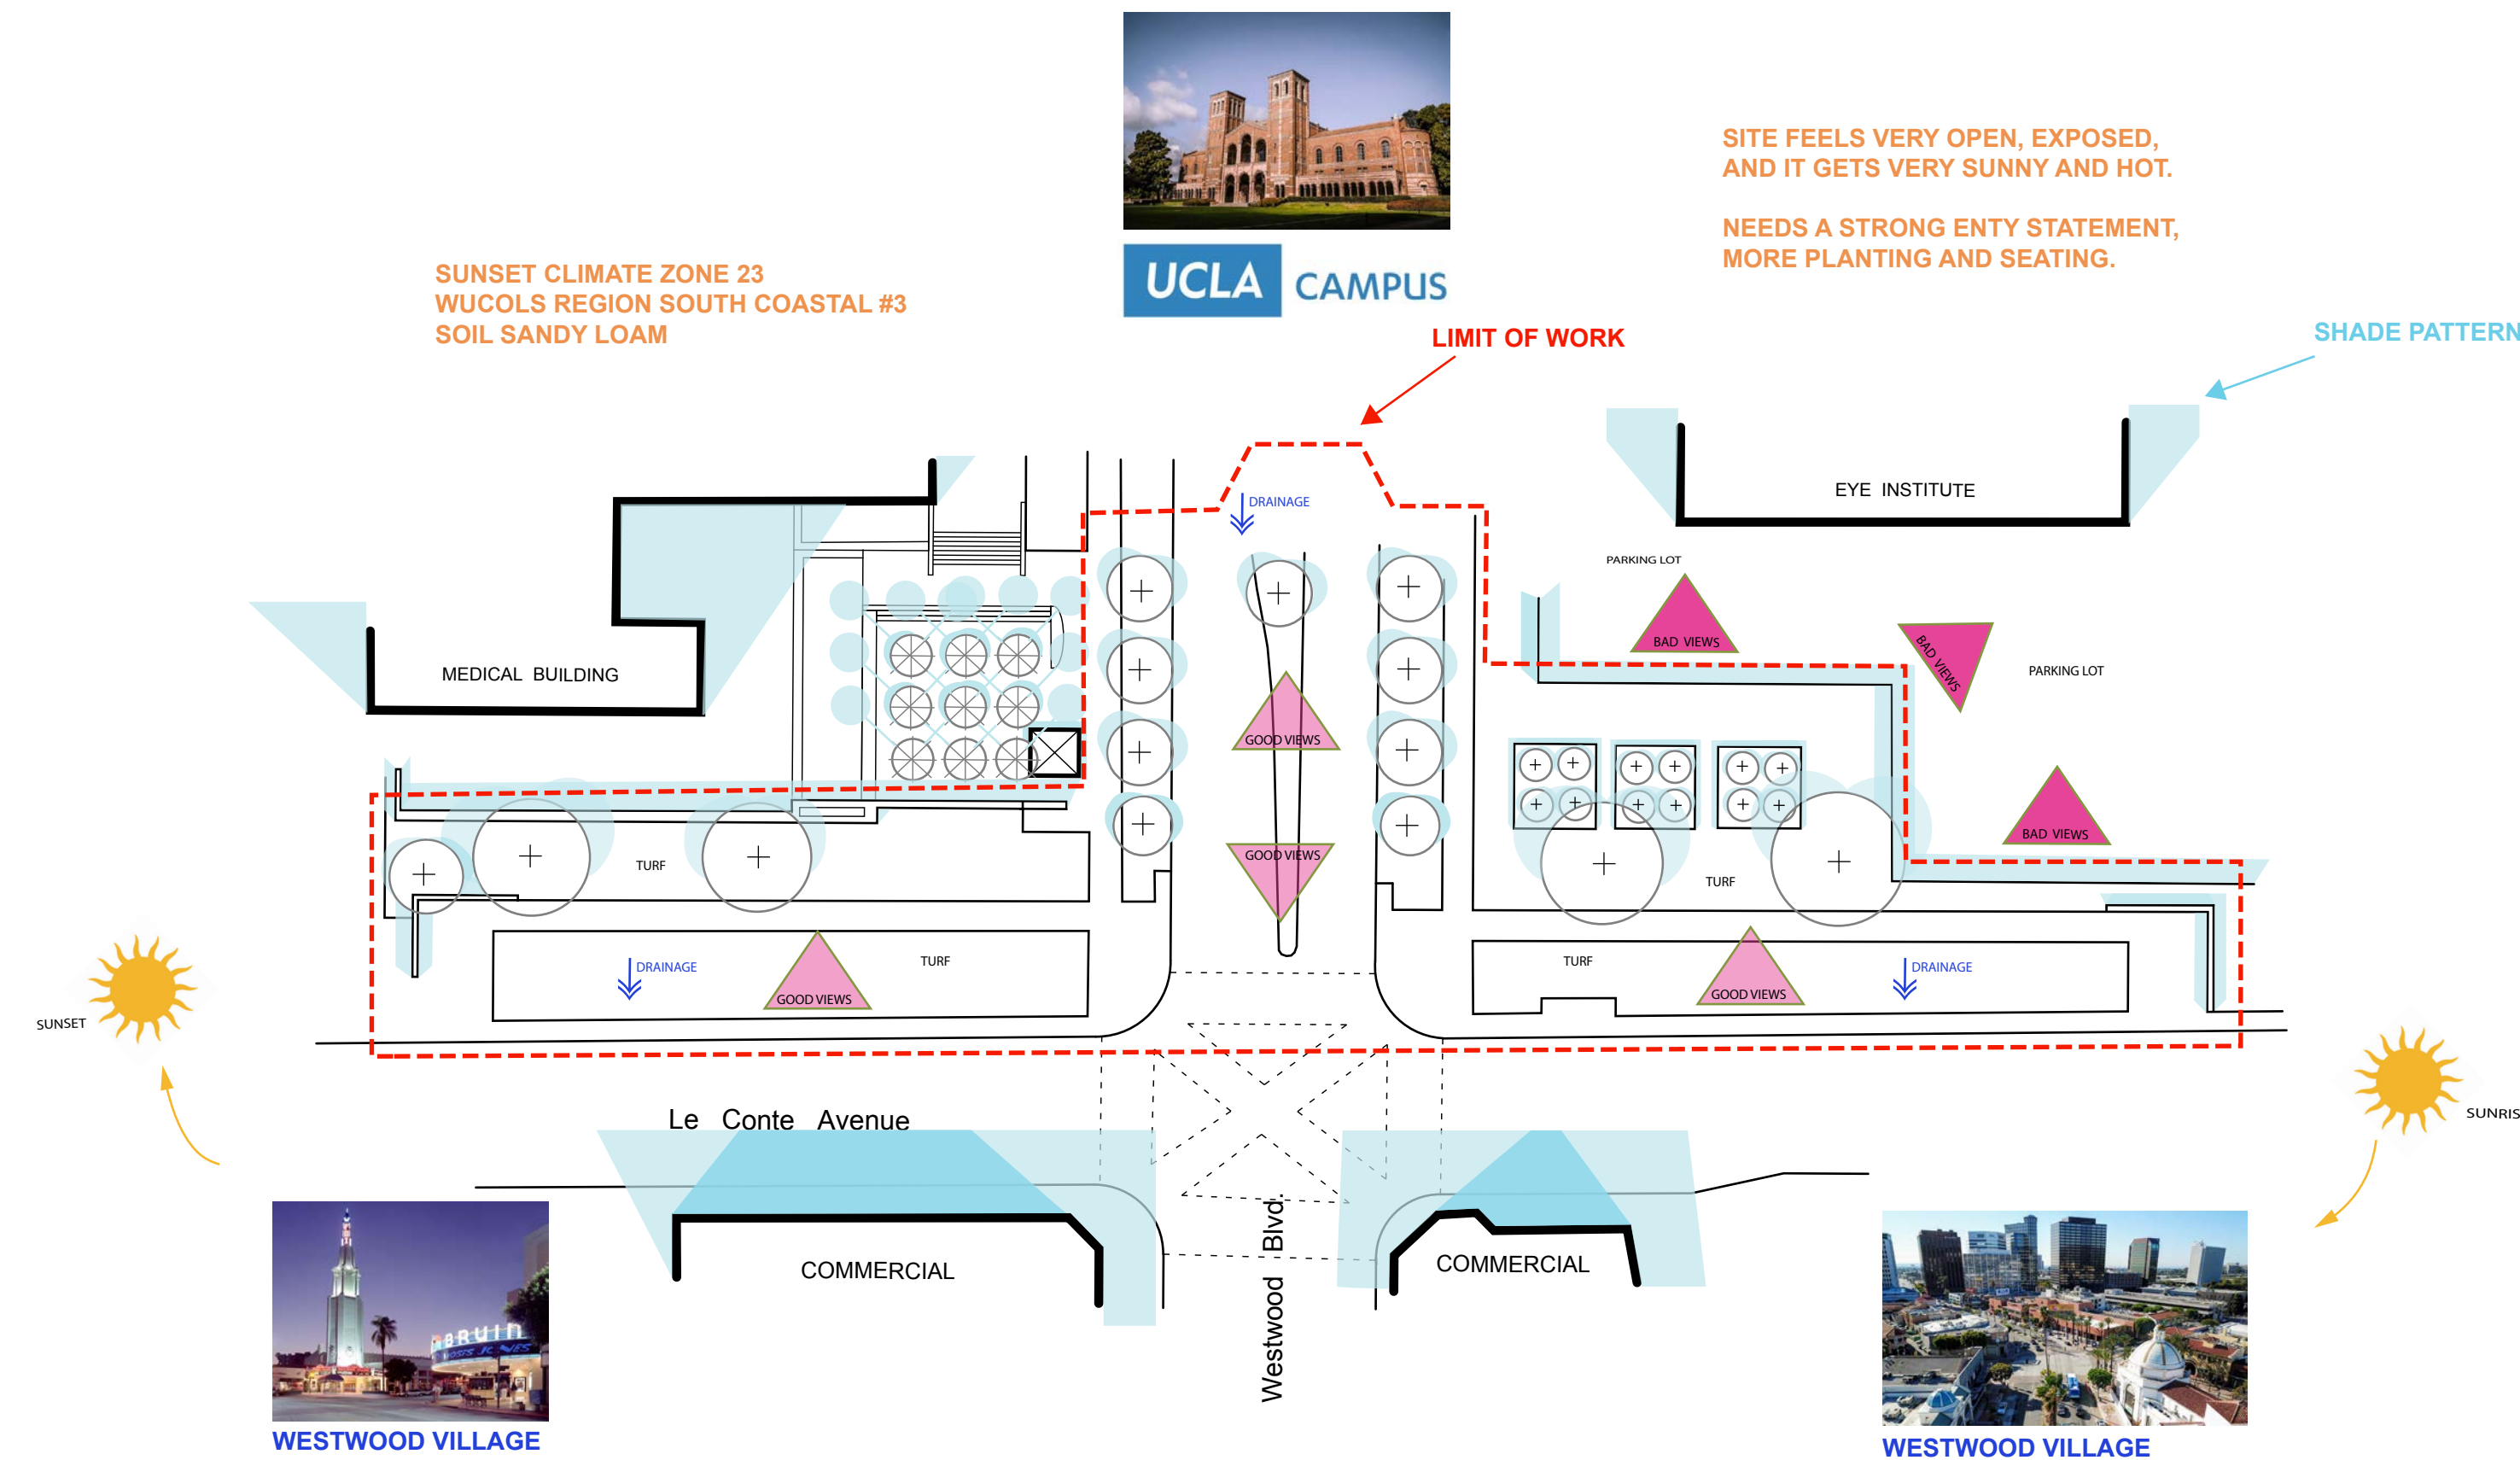 UCLA CAMPUS
SITE FEELS VERY OPEN, EXPOSED,
AND IT GETS VERY SUNNY AND HOT.
NEEDS A STRONG ENTY STATEMENT,
MORE PLANTING AND SEATING.
SUNSET CLIMATE ZONE 23
WUCOLS REGION SOUTH COASTAL #3
SOIL SANDY LOAM
LIMIT OF WORK
SHADE PATTERN
DRAINAGE
EYE INSTITUTE
PARKING LOT
BAD VIEWS
BAD VIEWS
PARKING LOT
MEDICAL BUILDING
GOOD VIEWS
BAD VIEWS
GOOD VIEWS
TURF
TURF
DRAINAGE
GOOD VIEWS
TURF
TURF
GOOD VIEWS
DRAINAGE
SUNSET
SUNRIS
Le Conte Avenue
Westwood Blvd.
COMMERCIAL
COMMERCIAL
BRUIN
WESTWOOD VILLAGE
WESTWOOD VILLAGE